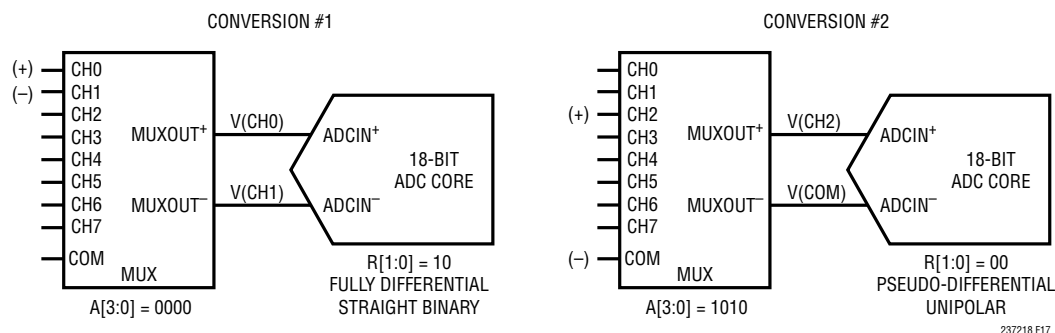 CONVERSION #1
(+) CH0
(–) CH1
CH2
CH3
CH4
CH5
CH6
CH7
COM
MUX
MUXOUT+
MUXOUT–
V(CH0)
V(CH1)
ADCIN+
ADCIN–
18-BIT
ADC CORE
A[3:0] = 0000
R[1:0] = 10
FULLY DIFFERENTIAL
STRAIGHT BINARY
CONVERSION #2
CH0
CH1
(+) CH2
CH3
CH4
CH5
CH6
CH7
(–) COM
MUX
MUXOUT+
MUXOUT–
V(CH2)
V(COM)
ADCIN+
ADCIN–
18-BIT
ADC CORE
A[3:0] = 1010
R[1:0] = 00
PSEUDO-DIFFERENTIAL
UNIPOLAR
237218 F17